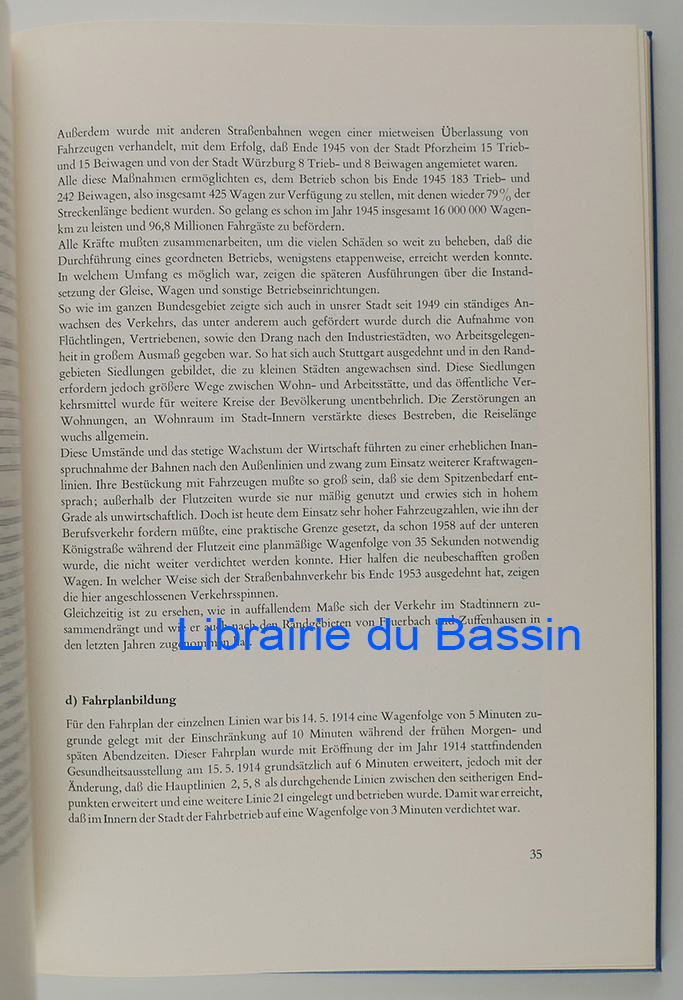 Außerdem wurde mit anderen Straßenbahnen wegen einer mietweisen Überlassung von
Fahrzeugen verhandelt, mit dem Erfolg, daß Ende 1945 von der Stadt Pforzheim 15 Trieb-
und 15 Beiwagen und von der Stadt Würzburg 8 Trieb- und 8 Beiwagen angemietet waren.
Alle diese Maßnahmen ermöglichten es, dem Betrieb schon bis Ende 1945 183 Trieb- und
242 Beiwagen, also insgesamt 425 Wagen zur Verfügung zu stellen, mit denen wieder 79% der
Streckenlänge bedient wurden. So gelang es schon im Jahr 1945 insgesamt 16 000 000 Wagen-
km zu leisten und 96,8 Millionen Fahrgäste zu befördern.
Alle Kräfte mußten zusammenarbeiten, um die vielen Schäden so weit zu beheben, daß die
Durchführung eines geordneten Betriebs, wenigstens etappenweise, erreicht werden konnte.
In welchem Umfang es möglich war, zeigen die späteren Ausführungen über die Instand-
setzung der Gleise, Wagen und sonstige Betriebseinrichtungen.
So wie im ganzen Bundesgebiet zeigte sich auch in unsrer Stadt seit 1949 ein ständiges An-
wachsen des Verkehrs, das unter anderem auch gefördert wurde durch die Aufnahme von
Flüchtlingen, Vertriebenen, sowie den Drang nach den Industriestädten, wo Arbeitsgelegen-
heit in großem Ausmaß gegeben war. So hat sich auch Stuttgart ausgedehnt und in den Rand-
gebieten Siedlungen gebildet, die zu kleinen Städten angewachsen sind. Diese Siedlungen
erfordern jedoch größere Wege zwischen Wohn- und Arbeitsstätte, und das öffentliche Ver-
kehrsmittel wurde für weitere Kreise der Bevölkerung unentbehrlich. Die Zerstörungen an
Wohnungen, an Wohnraum im Stadt-Innern verstärkte dieses Bestreben, die Reiselänge
wuchs allgemein.
Diese Umstände und das stetige Wachstum der Wirtschaft führten zu einer erheblichen Inan-
spruchnahme der Bahnen nach den Außenlinien und zwang zum Einsatz weiterer Kraftwagen-
linien. Ihre Bestückung mit Fahrzeugen mußte so groß sein, daß sie dem Spitzenbedarf ent-
sprach; außerhalb der Flutzeiten wurde sie nur mäßig genutzt und erwies sich in hohem
Grade als unwirtschaftlich. Doch ist heute dem Einsatz sehr hoher Fahrzeugzahlen, wie ihn der
Berufsverkehr fordern müßte, eine praktische Grenze gesetzt, da schon 1958 auf der unteren
Königstraße während der Flutzeit eine planmäßige Wagenfolge von 35 Sekunden notwendig
wurde, die nicht weiter verdichtet werden konnte. Hier halfen die neubeschafften großen
Wagen. In welcher Weise sich der Straßenbahnverkehr bis Ende 1953 ausgedehnt hat, zeigen
die hier angeschlossenen Verkehrsspinnen.
Gleichzeitig ist zu ersehen, wie in auffallendem Maße sich der Verkehr im Stadtinnern zu-
sammendrängt und wie er auch nach den Randgebieten von Feuerbach und Zuffenhausen in
den letzten Jahren zugenommen hat.
Librairie du Bassin
d) Fahrplanbildung
Für den Fahrplan der einzelnen Linien war bis 14. 5. 1914 eine Wagenfolge von 5 Minuten zu-
grunde gelegt mit der Einschränkung auf 10 Minuten während der frühen Morgen- und
späten Abendzeiten. Dieser Fahrplan wurde mit Eröffnung der im Jahr 1914 stattfindenden
Gesundheitsausstellung am 15. 5. 1914 grundsätzlich auf 6 Minuten erweitert, jedoch mit der
Änderung, daß die Hauptlinien 2, 5, 8 als durchgehende Linien zwischen den seitherigen End-
punkten erweitert und eine weitere Linie 21 eingelegt und betrieben wurde. Damit war erreicht,
daß im Innern der Stadt der Fahrbetrieb auf eine Wagenfolge von 3 Minuten verdichtet war.
35